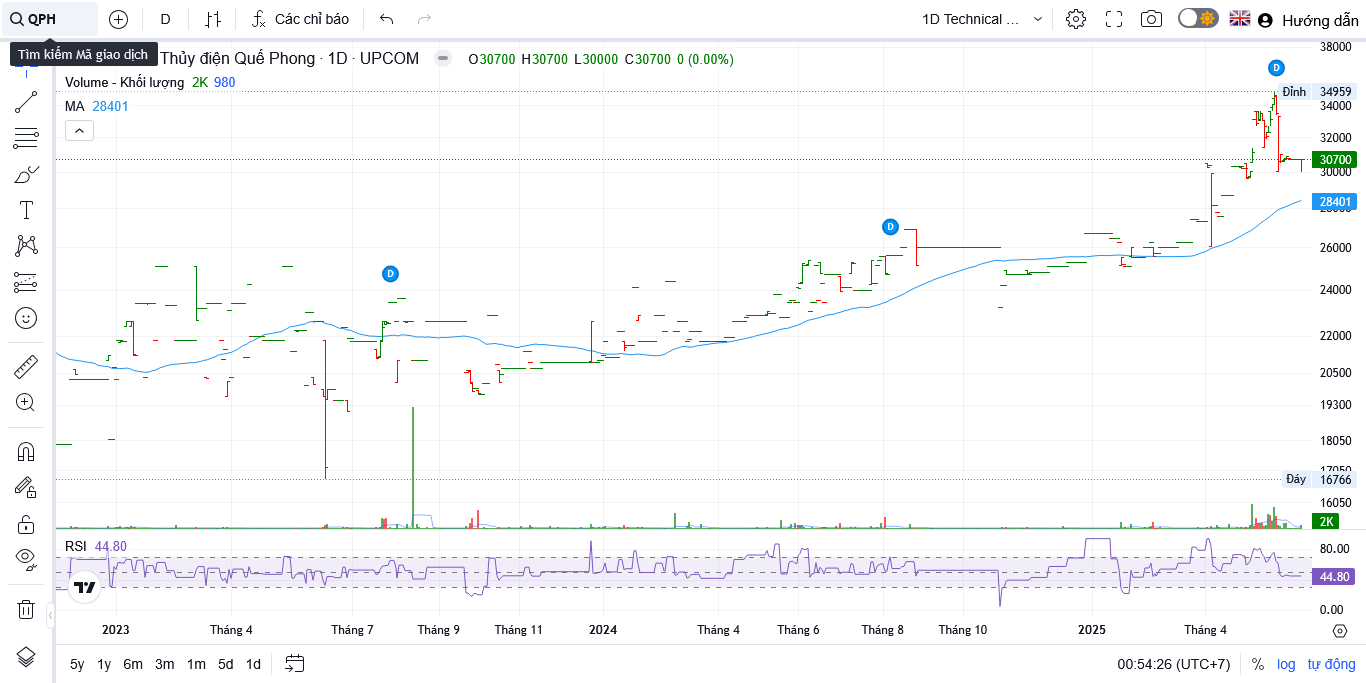 QPH D Các chỉ báo 1D Technical ... Hướng dẫn
Tìm kiếm Mã giao dịch
Thủy điện Quế Phong · 1D · UPCOM O30700 H30700 L30000 C30700 0 (0.00%)
Volume - Khối lượng 2K 980
MA 28401
38000
D
Đỉnh 34959
34000
32000
30700
30000
28401
D
26000
D
24000
22000
20500
19300
18050
17050
Đáy 16766
16050
2K
RSI 44.80
80.00
44.80
0.00
2023 Tháng 4 Tháng 7 Tháng 9 Tháng 11 2024 Tháng 4 Tháng 6 Tháng 8 Tháng 10 2025 Tháng 4
5y 1y 6m 3m 1m 5d 1d 00:54:26 (UTC+7) % log tự động